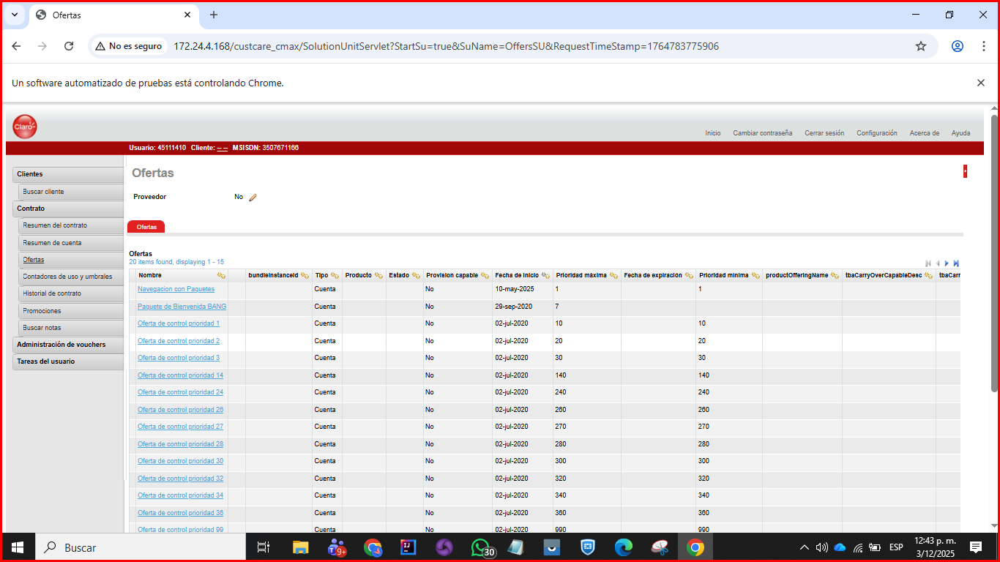 Ofertas
No es seguro 172.24.4.168/custcare_cmax/SolutionUnitServlet?StartSu=true&SuName=OffersSU&RequestTimeStamp=1764783775906
Un software automatizado de pruebas está controlando Chrome.
Claro
Inicio Cambiar contraseña Cerrar sesión Configuración Acerca de Ayuda
Usuario: 45111410 Cliente: -- -- MSISDN: 3507671166
Clientes
Buscar cliente
Contrato
Resumen del contrato
Resumen de cuenta
Ofertas
Contadores de uso y umbrales
Historial de contrato
Promociones
Buscar notas
Administración de vouchers
Tareas del usuario
Ofertas
Proveedor No
Ofertas
Ofertas
20 items found, displaying 1 - 15
Nombre bundleInstanceId Tipo Producto Estado Provision capable Fecha de inicio Prioridad máxima Fecha de expiración Prioridad mínima productOfferingName tbaCarryOverCapableDesc tbaCarr
Navegacion con Paquetes Cuenta No 10-may-2025 1 1
Paquete de Bienvenida BANG Cuenta No 29-sep-2020 7
Oferta de control prioridad 1 Cuenta No 02-jul-2020 10 10
Oferta de control prioridad 2 Cuenta No 02-jul-2020 20 20
Oferta de control prioridad 3 Cuenta No 02-jul-2020 30 30
Oferta de control prioridad 14 Cuenta No 02-jul-2020 140 140
Oferta de control prioridad 24 Cuenta No 02-jul-2020 240 240
Oferta de control prioridad 26 Cuenta No 02-jul-2020 260 260
Oferta de control prioridad 27 Cuenta No 02-jul-2020 270 270
Oferta de control prioridad 28 Cuenta No 02-jul-2020 280 280
Oferta de control prioridad 30 Cuenta No 02-jul-2020 300 300
Oferta de control prioridad 32 Cuenta No 02-jul-2020 320 320
Oferta de control prioridad 34 Cuenta No 02-jul-2020 340 340
Oferta de control prioridad 36 Cuenta No 02-jul-2020 360 360
Oferta de control prioridad 99 Cuenta No 02-jul-2020 990 990
Buscar 9+ IJ 30 ESP 12:43 p. m.
3/12/2025